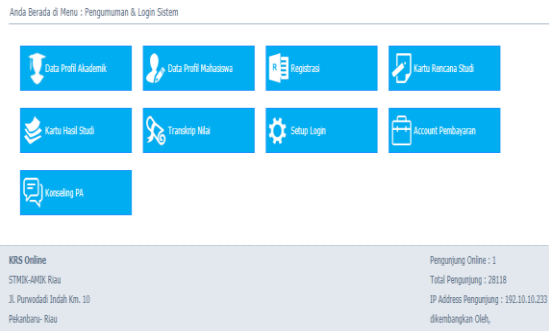 Anda Berada di Menu : Pengumuman & Login Sistem
Data Profil Akademik
Data Profil Mahasiswa
Registrasi
Kartu Rencana Studi
Kartu Hasil Studi
Transkrip Nilai
Setup Login
Account Pembayaran
Konseling PA
KRS Online
STMIK-AMIK Riau
Jl. Purwodadi Indah Km. 10
Pekanbaru- Riau
Pengunjung Online : 1
Total Pengunjung : 28118
IP Address Pengunjung : 192.10.10.233
dikembangkan Oleh,